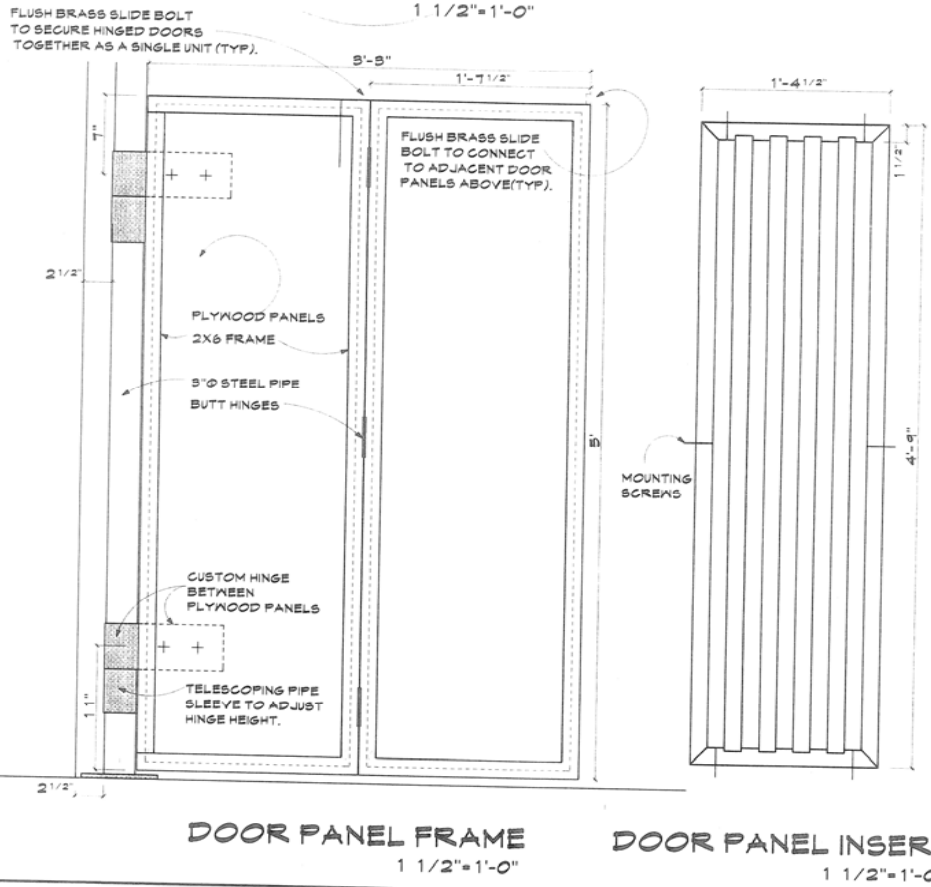 1 1/2"=1'-0"
FLUSH BRASS SLIDE BOLT
TO SECURE HINGED DOORS
TOGETHER AS A SINGLE UNIT (TYP).
3'-3"
1'-7 1/2"
1'-4 1/2"
7"
FLUSH BRASS SLIDE
BOLT TO CONNECT
TO ADJACENT DOOR
PANELS ABOVE(TYP).
1 1/2"
2 1/2"
PLYWOOD PANELS
2X6 FRAME
3"Ø STEEL PIPE
BUTT HINGES
5'
4'-9"
MOUNTING
SCREWS
CUSTOM HINGE
BETWEEN
PLYWOOD PANELS
11"
TELESCOPING PIPE
SLEEVE TO ADJUST
HINGE HEIGHT.
2 1/2"
DOOR PANEL FRAME
1 1/2"=1'-0"
DOOR PANEL INSER
1 1/2"=1'-0